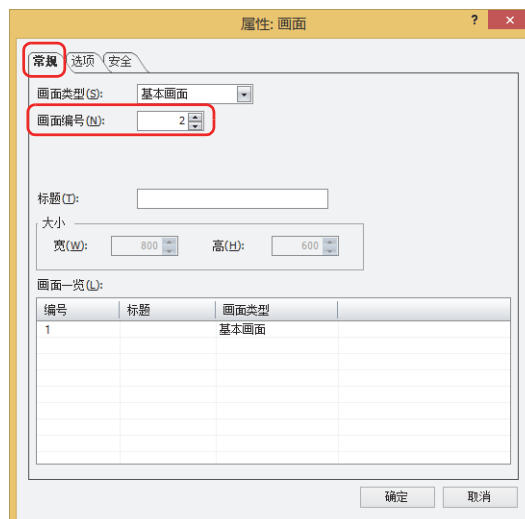 属性: 画面
? ×
常规 选项 安全
画面类型(S): 基本画面
画面编号(N): 2
标题(T):
大小
宽(W): 800 高(H): 600
画面一览(L):
编号 标题 画面类型
1 基本画面
确定 取消